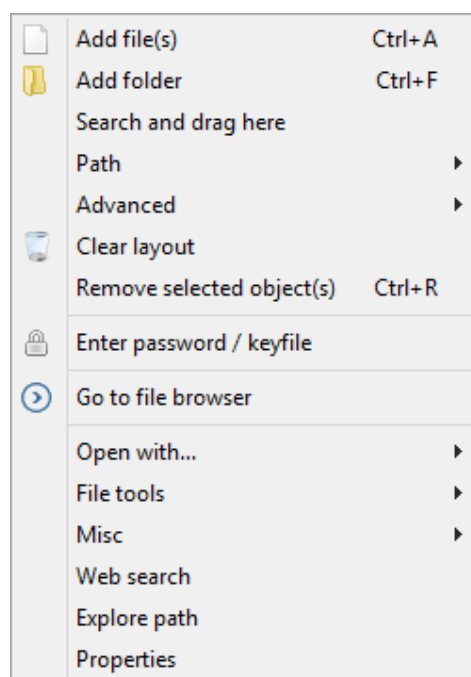 Add file(s) Ctrl+A
Add folder Ctrl+F
Search and drag here
Path
Advanced
Clear layout
Remove selected object(s) Ctrl+R
Enter password / keyfile
Go to file browser
Open with...
File tools
Misc
Web search
Explore path
Properties